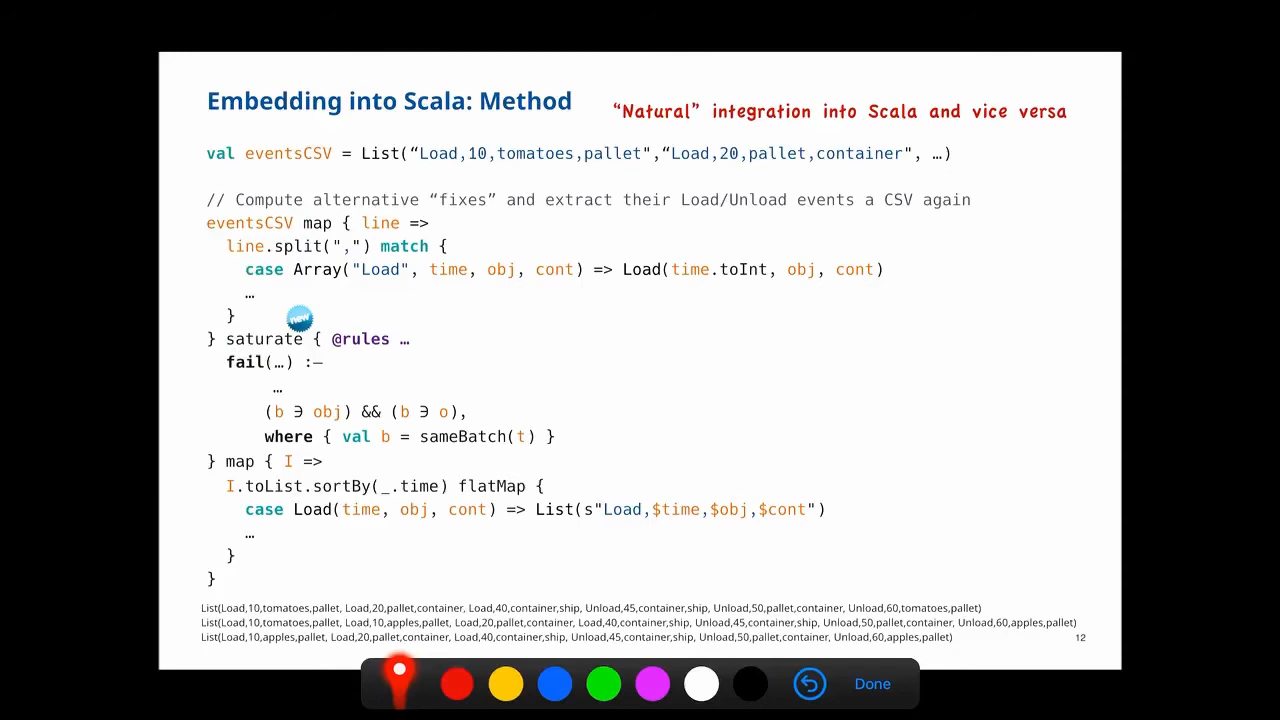 Embedding into Scala: Method
“Natural” integration into Scala and vice versa
val eventsCSV = List(“Load,10,tomatoes,pallet",“Load,20,pallet,container", …)
// Compute alternative “fixes” and extract their Load/Unload events a CSV again
eventsCSV map { line =>
line.split(",") match {
case Array("Load", time, obj, cont) => Load(time.toInt, obj, cont)
…
}
new
} saturate { @rules …
fail(…) :–
…
(b ∋ obj) && (b ∋ o),
where { val b = sameBatch(t) }
} map { I =>
I.toList.sortBy(_.time) flatMap {
case Load(time, obj, cont) => List(s"Load,$time,$obj,$cont")
…
}
}
List(Load,10,tomatoes,pallet, Load,20,pallet,container, Load,40,container,ship, Unload,45,container,ship, Unload,50,pallet,container, Unload,60,tomatoes,pallet)
List(Load,10,tomatoes,pallet, Load,10,apples,pallet, Load,20,pallet,container, Load,40,container,ship, Unload,45,container,ship, Unload,50,pallet,container, Unload,60,apples,pallet)
List(Load,10,apples,pallet, Load,20,pallet,container, Load,40,container,ship, Unload,45,container,ship, Unload,50,pallet,container, Unload,60,apples,pallet)
12
Done